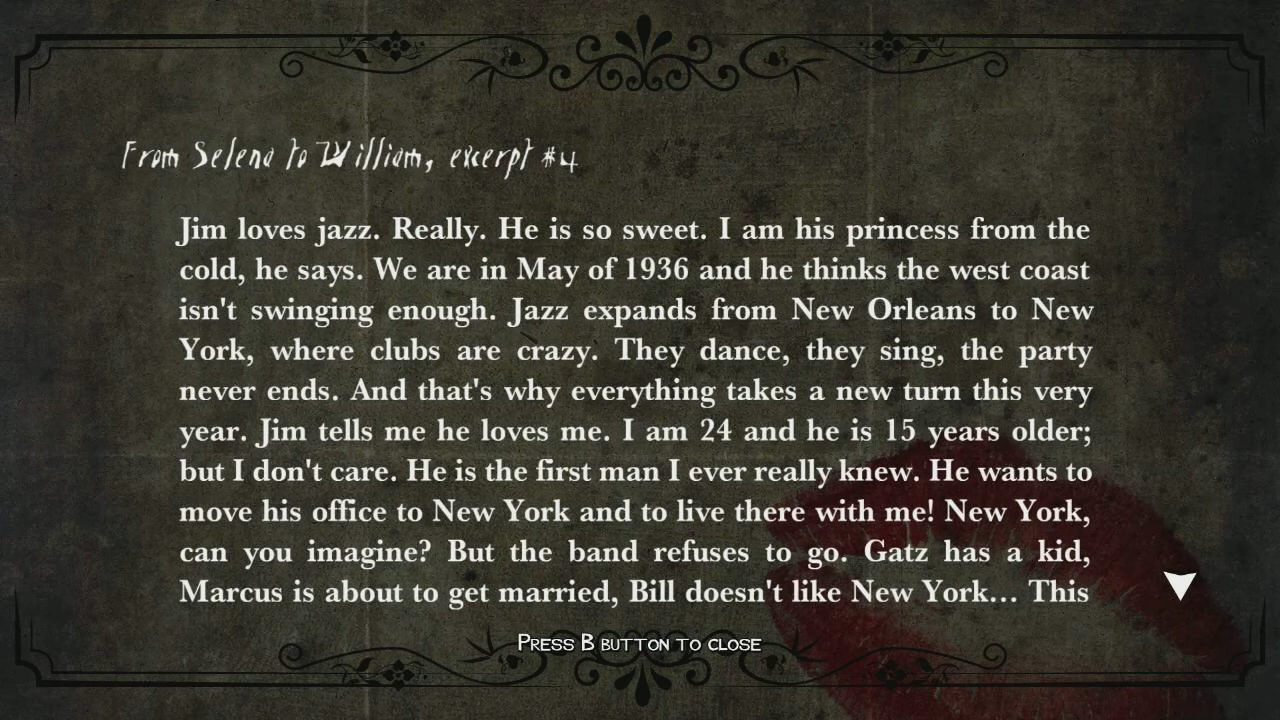 From Selena to William, excerpt #4
Jim loves jazz. Really. He is so sweet. I am his princess from the
cold, he says. We are in May of 1936 and he thinks the west coast
isn't swinging enough. Jazz expands from New Orleans to New
York, where clubs are crazy. They dance, they sing, the party
never ends. And that's why everything takes a new turn this very
year. Jim tells me he loves me. I am 24 and he is 15 years older;
but I don't care. He is the first man I ever really knew. He wants to
move his office to New York and to live there with me! New York,
can you imagine? But the band refuses to go. Gatz has a kid,
Marcus is about to get married, Bill doesn't like New York... This
Press B button to close